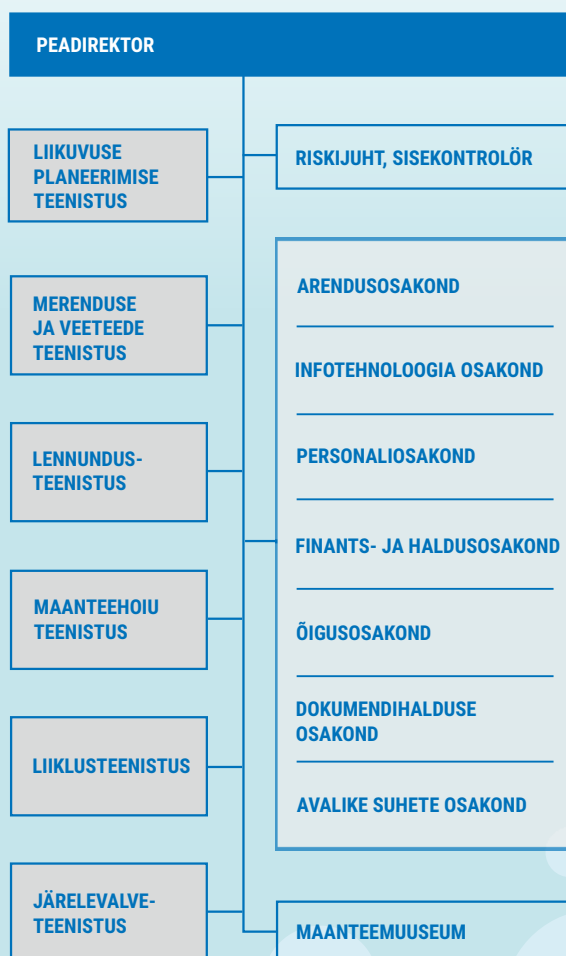 PEADIREKTOR
LIIKUVUSE
PLANEERIMISE
TEENISTUS
MERENDUSE
JA VEETEEDE
TEENISTUS
LENNUNDUS-
TEENISTUS
MAANTEEHOIU
TEENISTUS
LIIKLUSTEENISTUS
JÄRELEVALVE-
TEENISTUS
RISKIJUHT, SISEKONTROLÖR
ARENDUSOSAKOND
INFOTEHNOLOOGIA OSAKOND
PERSONALIOSAKOND
FINANTS- JA HALDUSOSAKOND
ÕIGUSOSAKOND
DOKUMENDIHALDUSE
OSAKOND
AVALIKE SUHETE OSAKOND
MAANTEEMUUSEUM